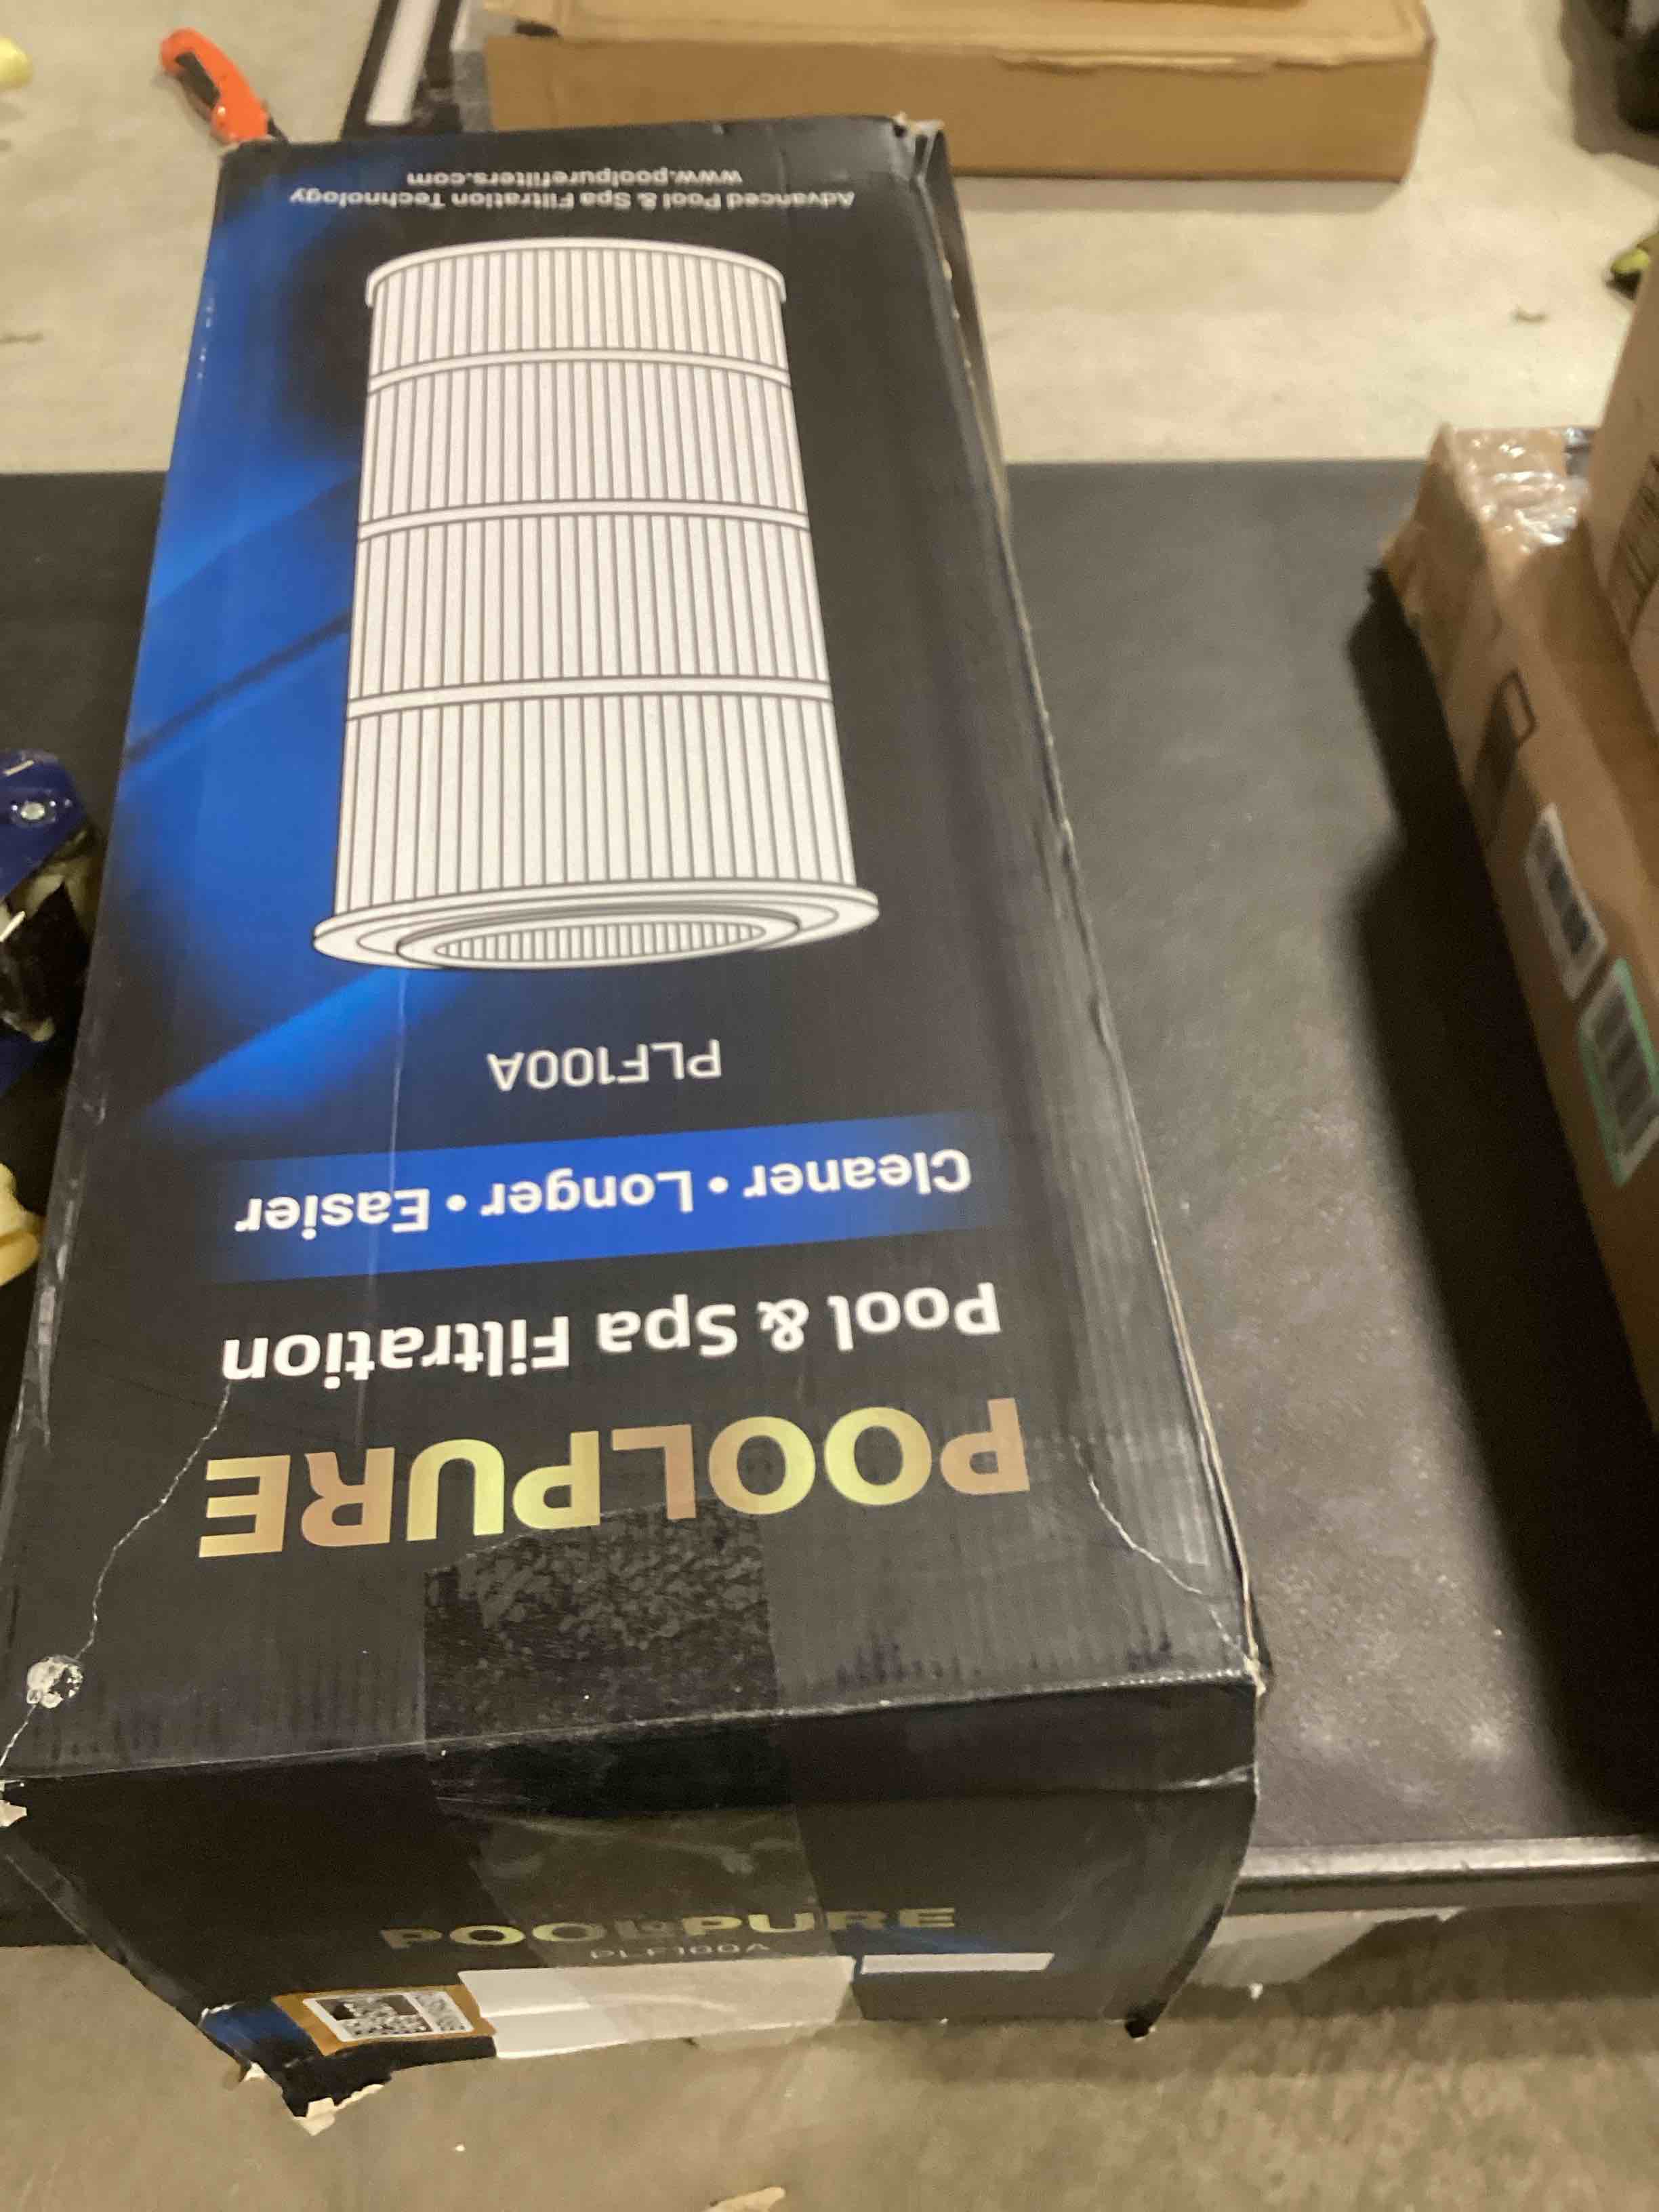 POOLPURE
Pool & Spa Filtration
Cleaner • Longer • Easier
PLF100A
Advanced Pool & Spa Filtration Technology
www.poolpurefilters.com
POOLPURE
PLF100A